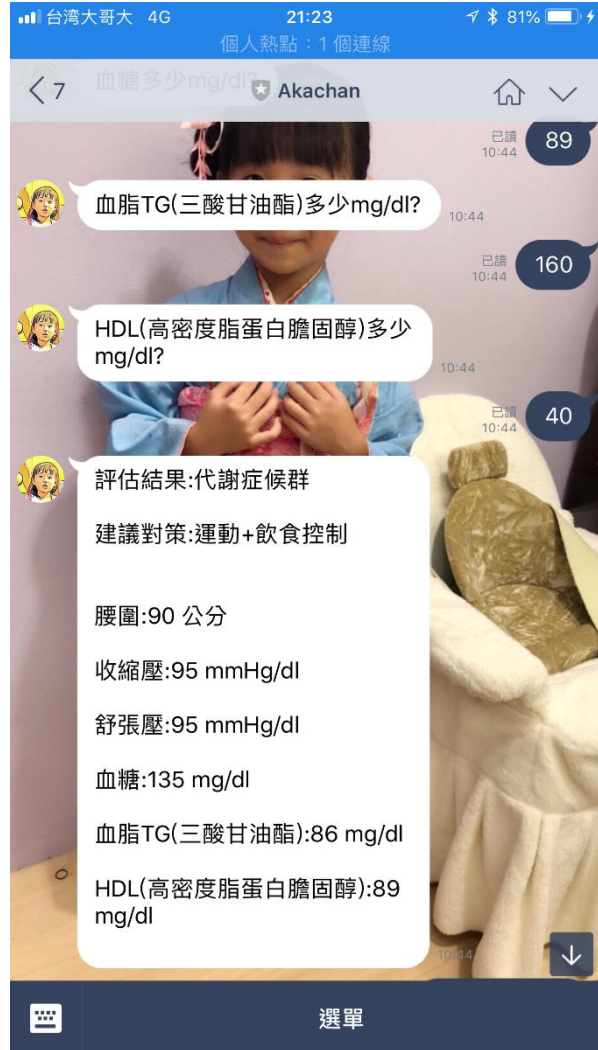 台湾大哥大 4G 21:23 81%
個人熱點：1 個連線
血糖多少mg/dl?
7 Akachan
已讀
10:44
89
血脂TG(三酸甘油酯)多少mg/dl?
10:44
已讀
10:44
160
HDL(高密度脂蛋白膽固醇)多少
mg/dl?
10:44
已讀
10:44
40
評估結果:代謝症候群
建議對策:運動+飲食控制
腰圍:90 公分
收縮壓:95 mmHg/dl
舒張壓:95 mmHg/dl
血糖:135 mg/dl
血脂TG(三酸甘油酯):86 mg/dl
HDL(高密度脂蛋白膽固醇):89
mg/dl
10:44
選單